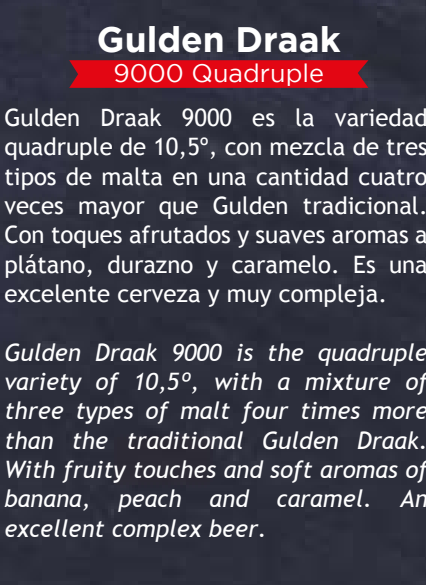 Gulden Draak
9000 Quadruple
Gulden Draak 9000 es la variedad
quadruple de 10,5º, con mezcla de tres
tipos de malta en una cantidad cuatro
veces mayor que Gulden tradicional.
Con toques afrutados y suaves aromas a
plátano, durazno y caramelo. Es una
excelente cerveza y muy compleja.
Gulden Draak 9000 is the quadruple
variety of 10,5º, with a mixture of
three types of malt four times more
than the traditional Gulden Draak.
With fruity touches and soft aromas of
banana, peach and caramel. An
excellent complex beer.